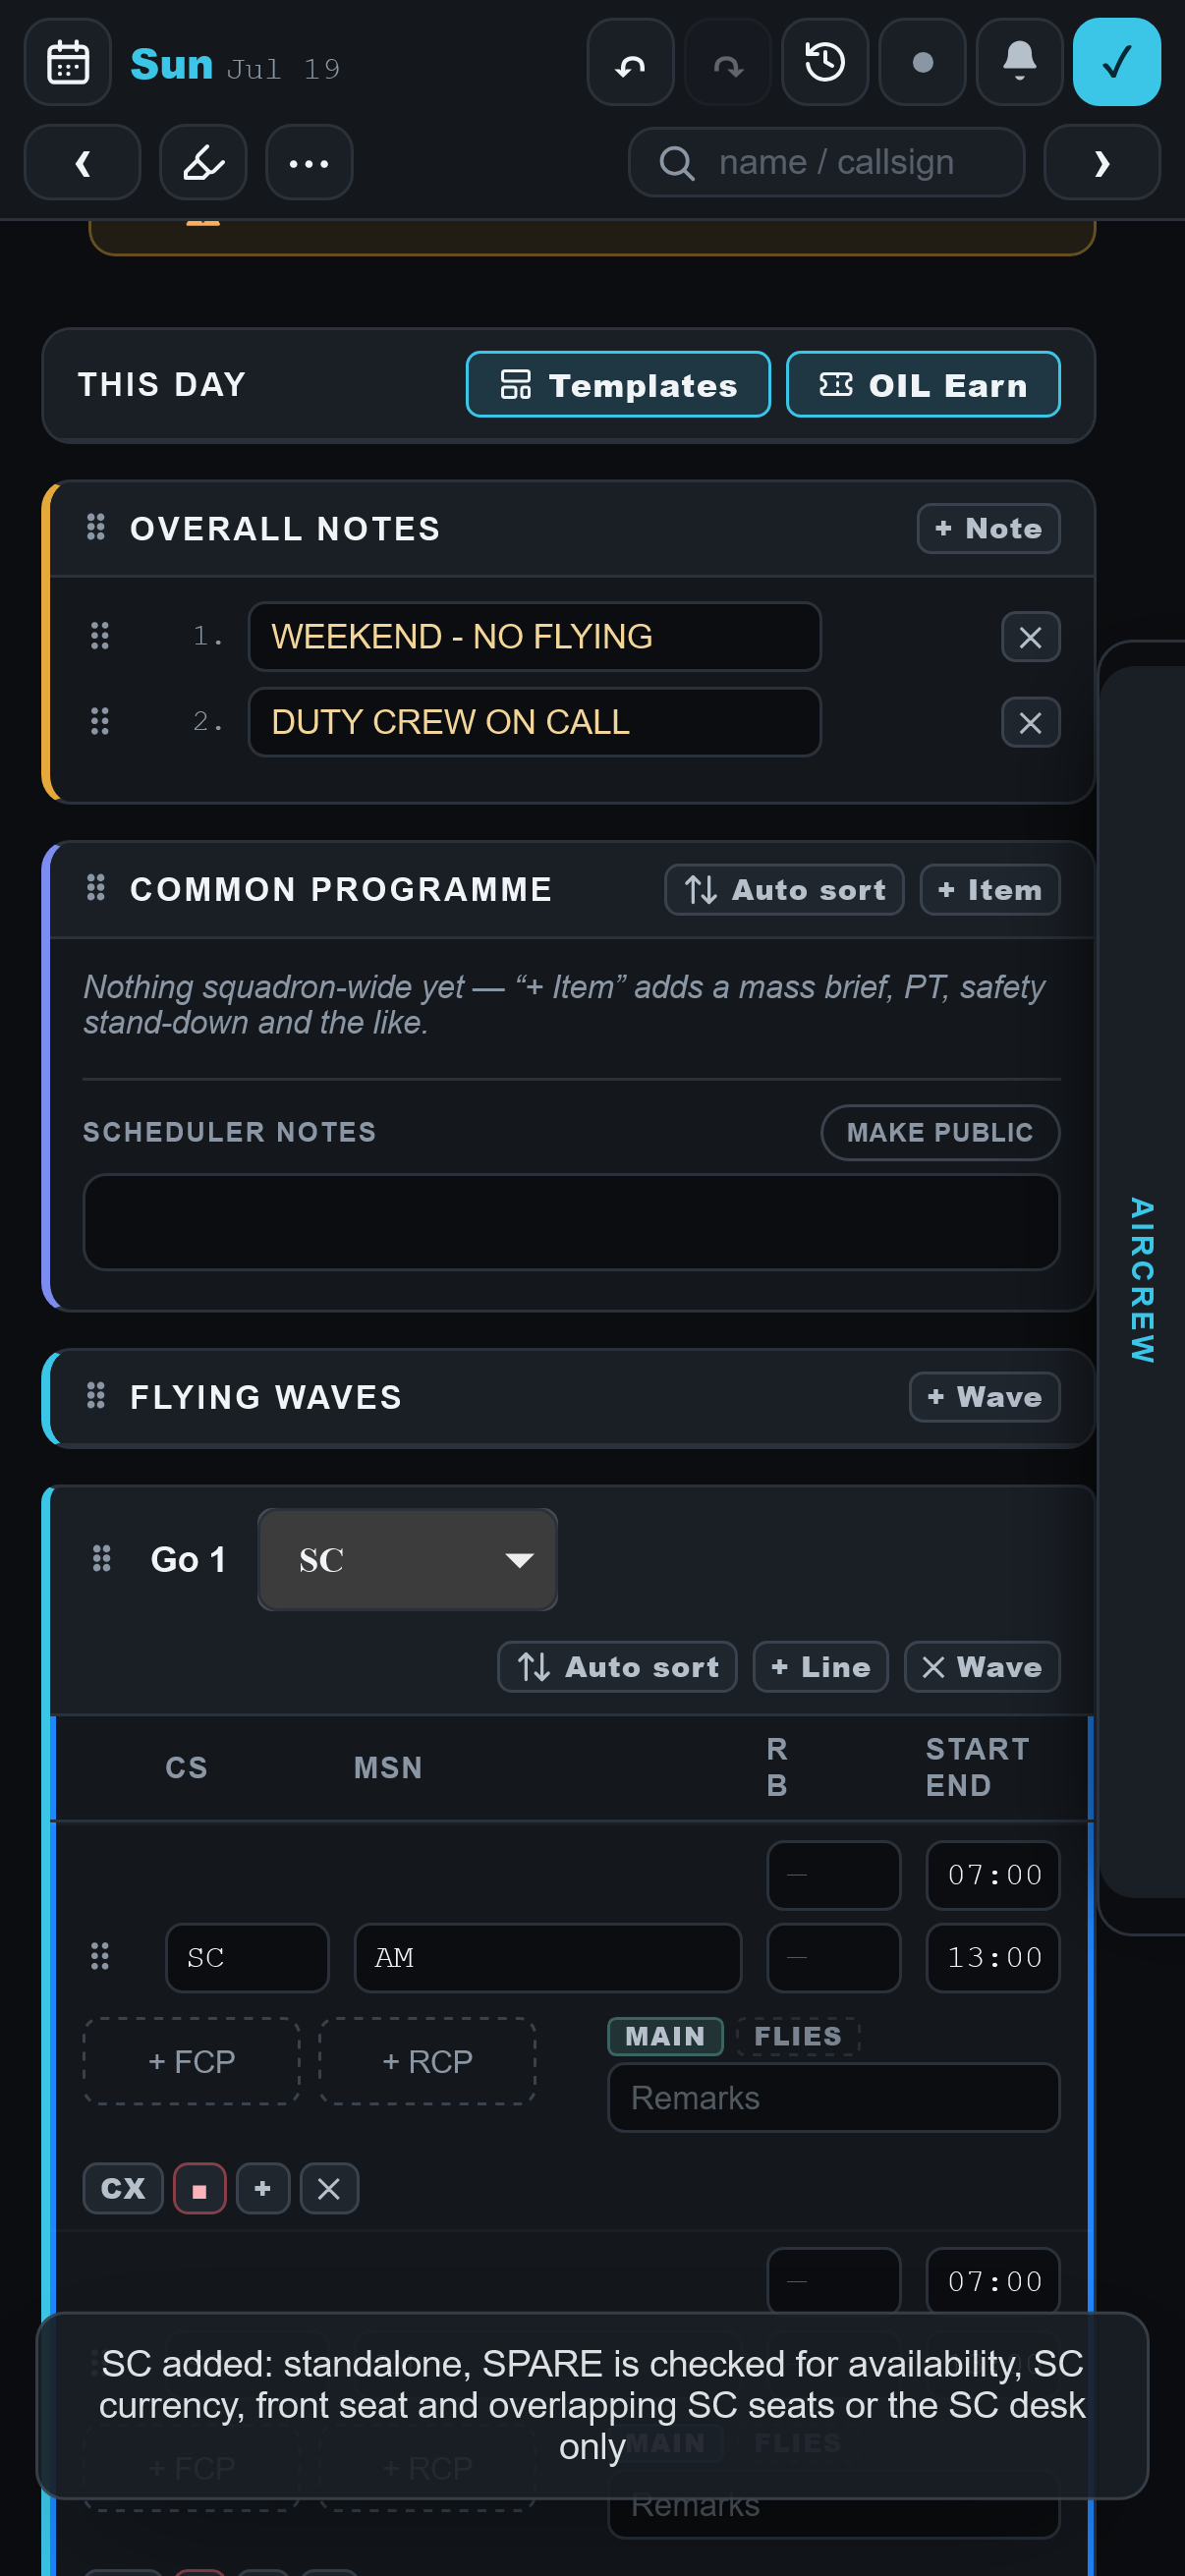 Sun Jul 19
name / callsign
THIS DAY
Templates
OIL Earn
OVERALL NOTES
+ Note
1.
WEEKEND - NO FLYING
2.
DUTY CREW ON CALL
COMMON PROGRAMME
Auto sort
+ Item
Nothing squadron-wide yet — “+ Item” adds a mass brief, PT, safety
stand-down and the like.
SCHEDULER NOTES
MAKE PUBLIC
AIRCREW
FLYING WAVES
+ Wave
Go 1
SC
Auto sort
+ Line
× Wave
CS
MSN
R
B
START
END
—
07:00
SC
AM
—
13:00
+ FCP
+ RCP
MAIN
FLIES
Remarks
CX
+
×
—
07:00
SC added: standalone, SPARE is checked for availability, SC
currency, front seat and overlapping SC seats or the SC desk
only
+ FCP
+ RCP
MAIN
FLIES
Remarks